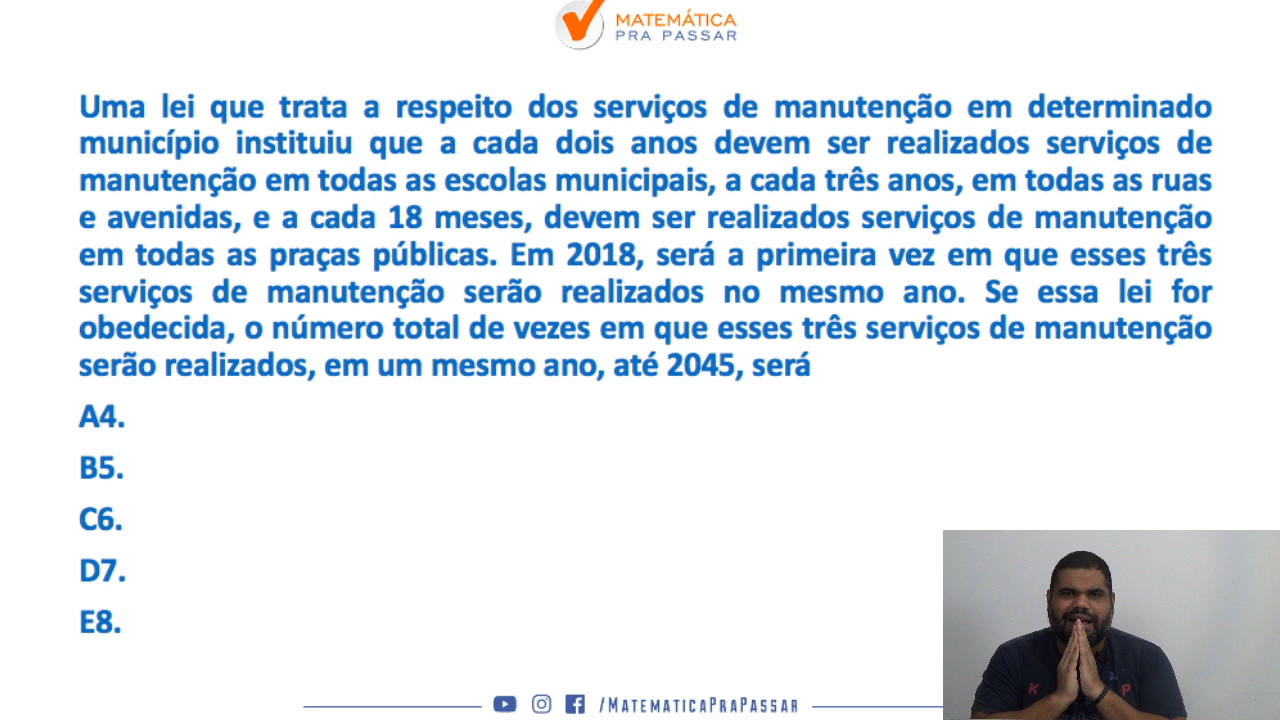 MATEMÁTICA
PRA PASSAR
Uma lei que trata a respeito dos serviços de manutenção em determinado
município instituiu que a cada dois anos devem ser realizados serviços de
manutenção em todas as escolas municipais, a cada três anos, em todas as ruas
e avenidas, e a cada 18 meses, devem ser realizados serviços de manutenção
em todas as praças públicas. Em 2018, será a primeira vez em que esses três
serviços de manutenção serão realizados no mesmo ano. Se essa lei for
obedecida, o número total de vezes em que esses três serviços de manutenção
serão realizados, em um mesmo ano, até 2045, será
A4.
B5.
C6.
D7.
E8.
K P
/MATEMATICAPRAPASSAR